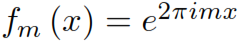 f_m (x) = e^{2πimx}